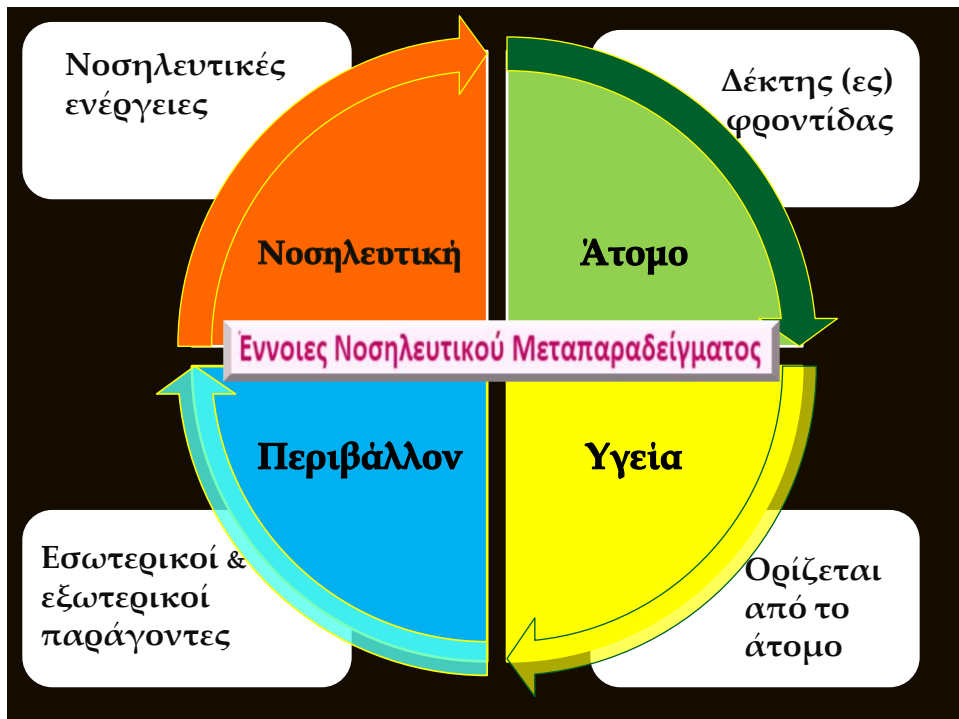 Νοσηλευτικές
ενέργειες
Δέκτης (ες)
φροντίδας
Νοσηλευτική
Άτομο
Έννοιες Νοσηλευτικού Μεταπαραδείγματος
Περιβάλλον
Υγεία
Εσωτερικοί &
εξωτερικοί
παράγοντες
Ορίζεται
από το
άτομο